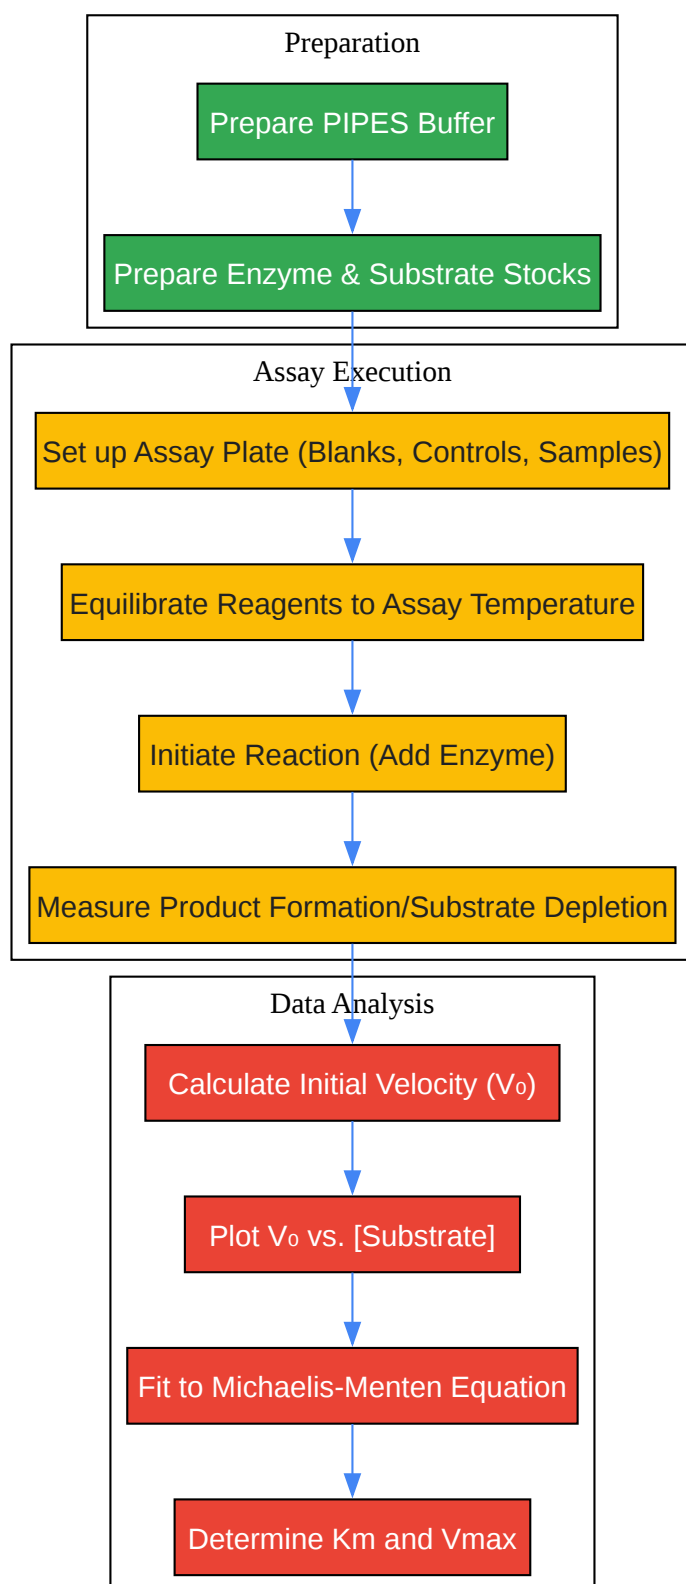 Preparation
Prepare PIPES Buffer
Prepare Enzyme & Substrate Stocks
Assay Execution
Set up Assay Plate (Blanks, Controls, Samples)
Equilibrate Reagents to Assay Temperature
Initiate Reaction (Add Enzyme)
Measure Product Formation/Substrate Depletion
Data Analysis
Calculate Initial Velocity (V₀)
Plot V₀ vs. [Substrate]
Fit to Michaelis-Menten Equation
Determine Km and Vmax